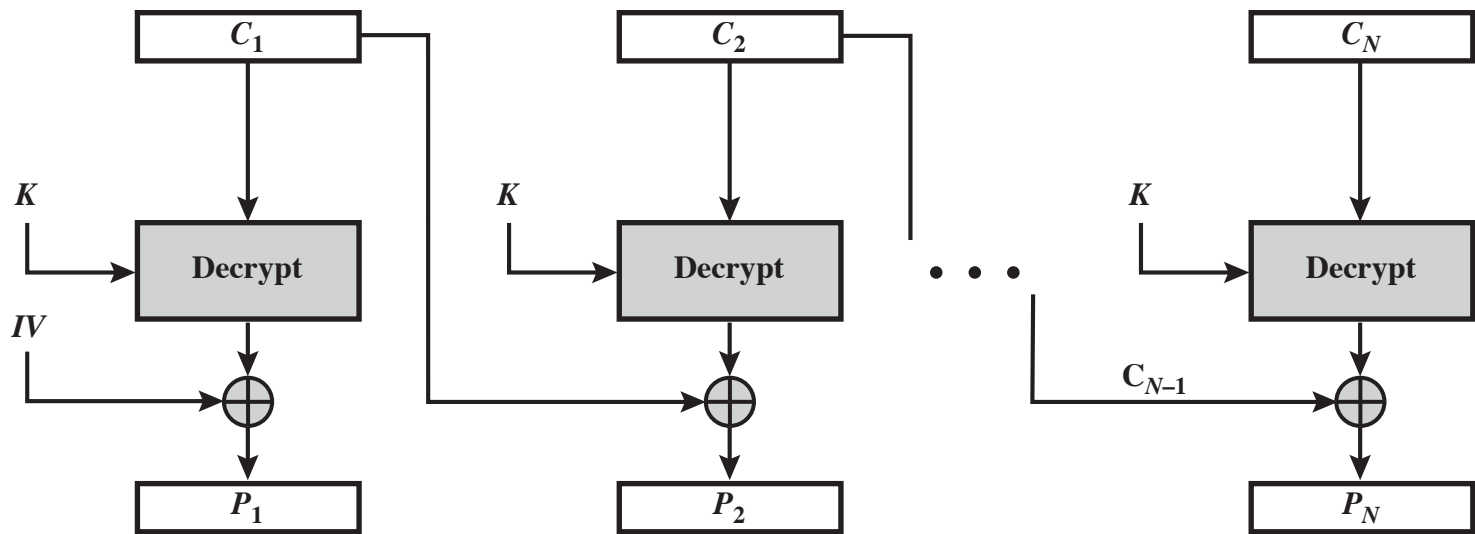 C1 C2 CN
K K K
Decrypt Decrypt • • • Decrypt
IV
CN–1
P1 P2 PN